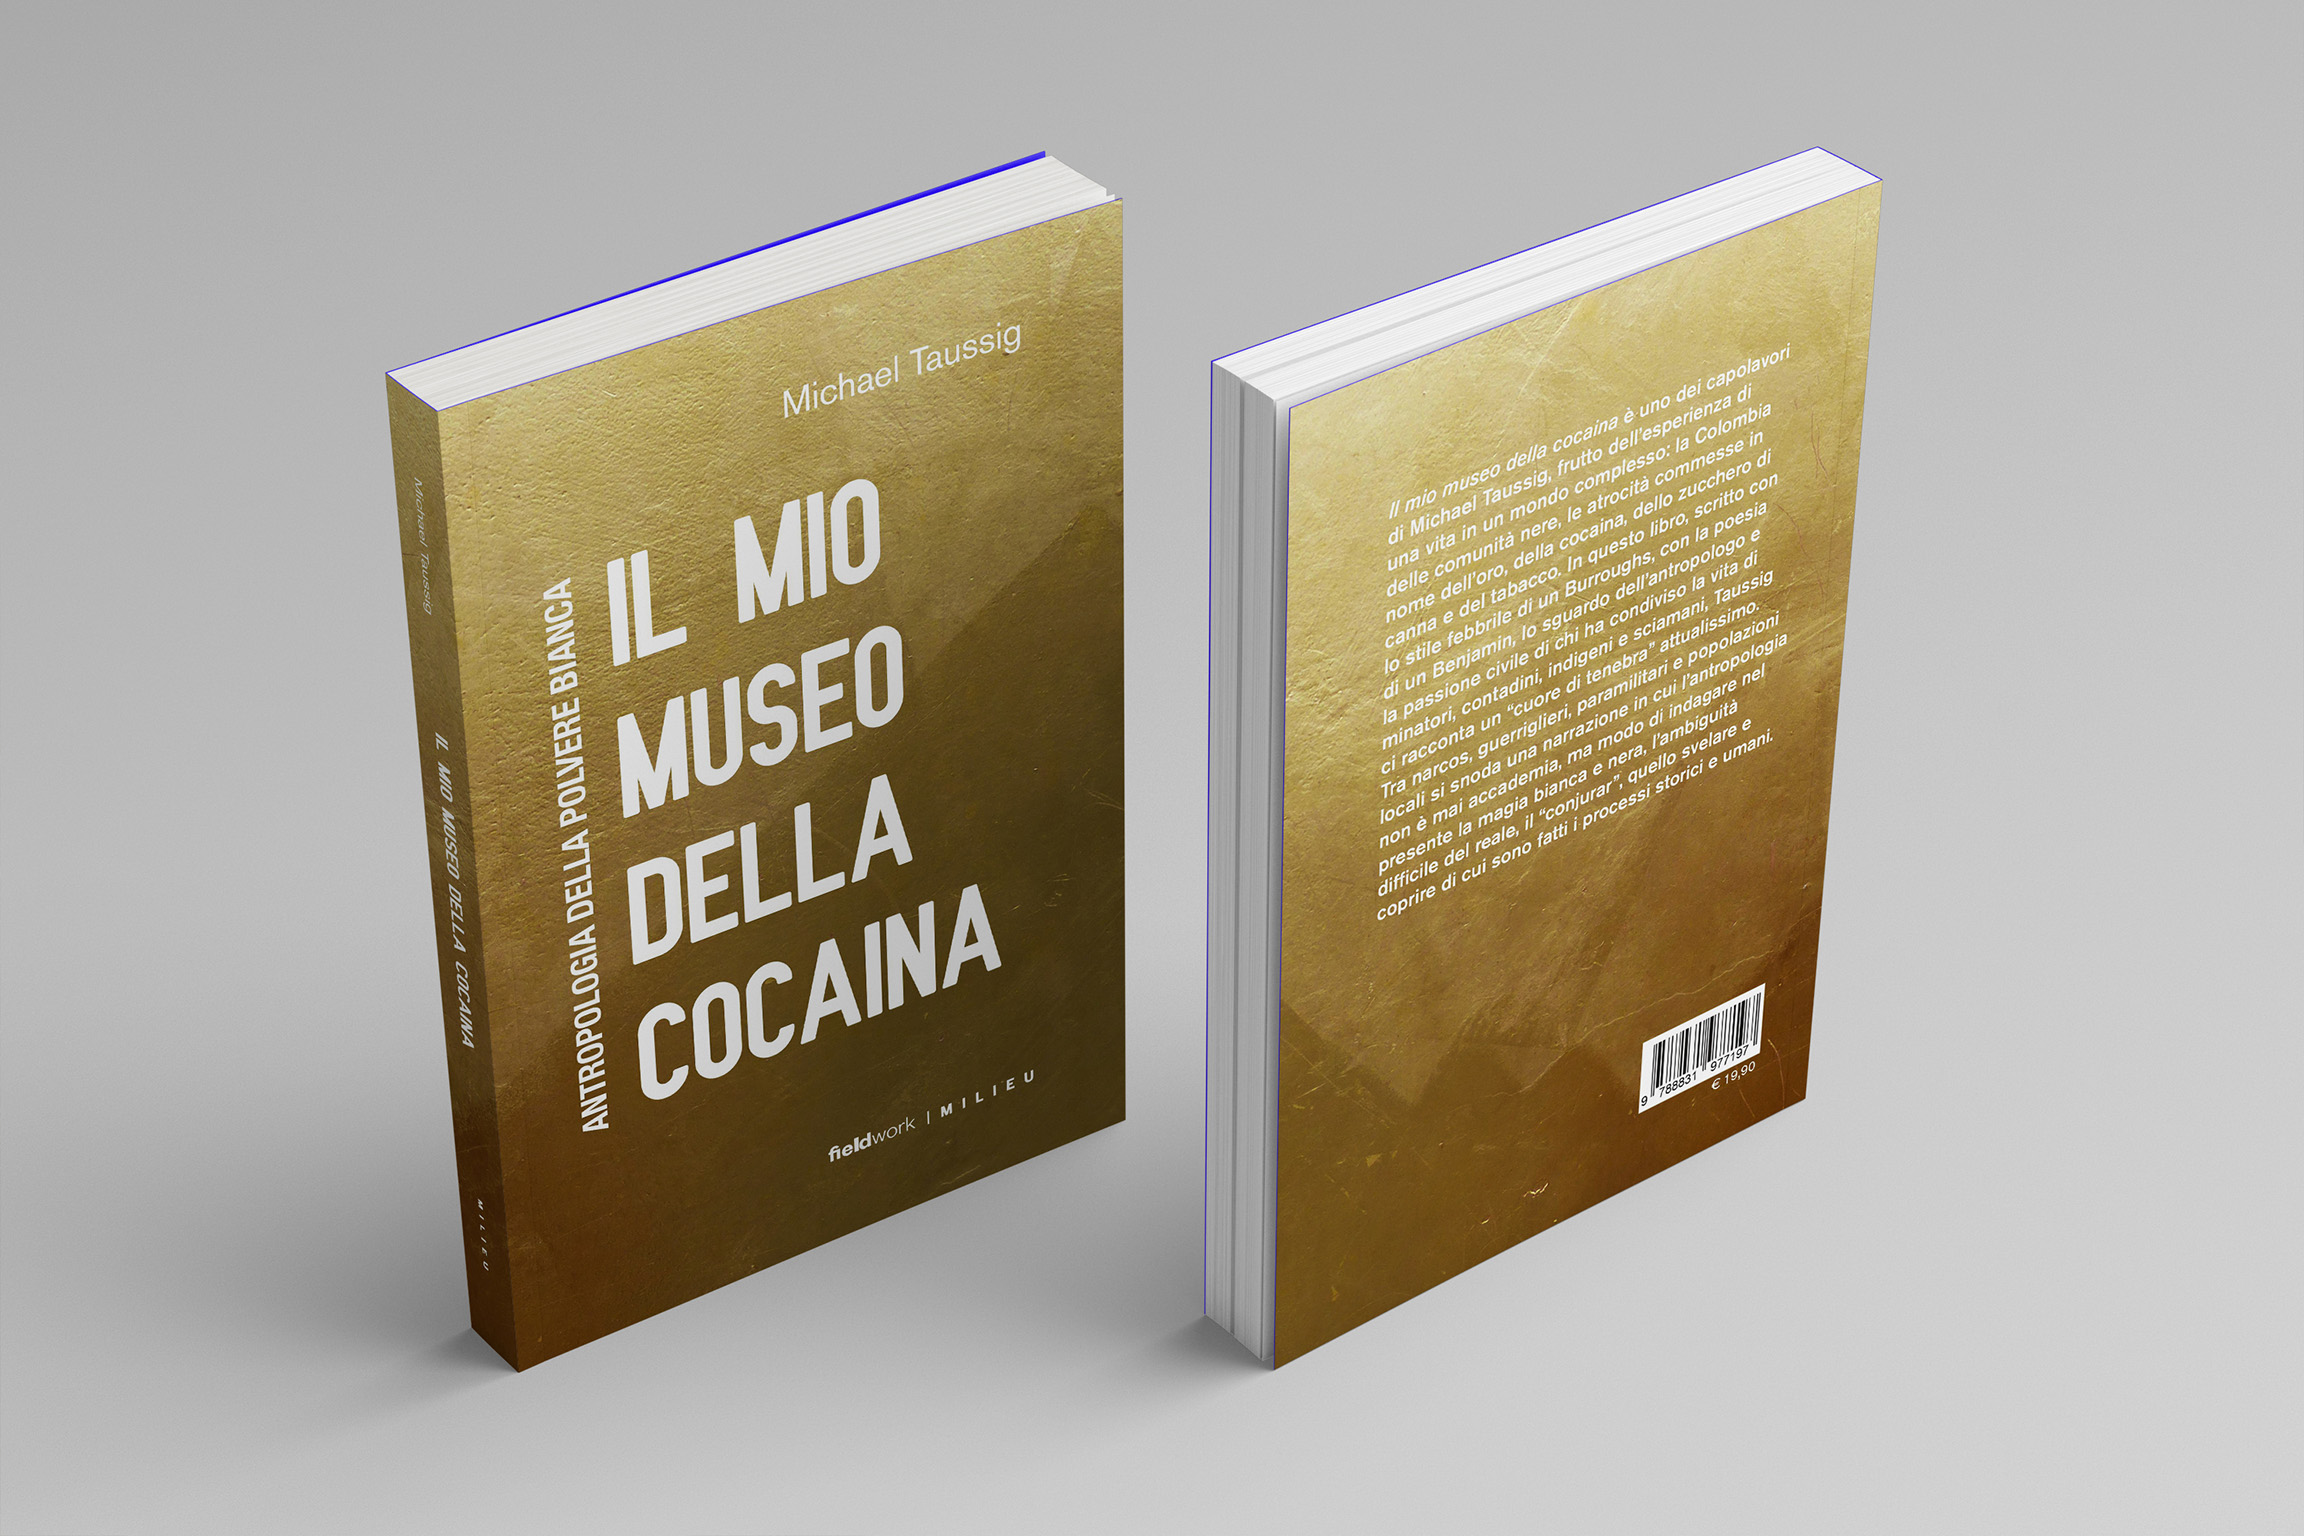 Michael Taussig
ANTROPOLOGIA DELLA POLVERE BIANCA
IL MIO
MUSEO
DELLA
COCAINA
fieldwork | MILIEU
Michael Taussig
IL MIO MUSEO DELLA COCAINA
MILIEU
Il mio museo della cocaina è uno dei capolavori
di Michael Taussig, frutto dell'esperienza di
una vita in un mondo complesso: la Colombia
delle comunità nere, le atrocità commesse in
nome dell'oro, della cocaina, dello zucchero di
canna e del tabacco. In questo libro, scritto con
lo stile febbrile di un Burroughs, con la poesia
di un Benjamin, lo sguardo dell'antropologo e
la passione civile di chi ha condiviso la vita di
minatori, contadini, indigeni e sciamani, Taussig
ci racconta un “cuore di tenebra” attualissimo.
Tra narcos, guerriglieri, paramilitari e popolazioni
locali si snoda una narrazione in cui l'antropologia
non è mai accademia, ma modo di indagare nel
presente la magia bianca e nera, l'ambiguità
difficile del reale, il “conjurar”, quello svelare e
coprire di cui sono fatti i processi storici e umani.
9 788831 977197
€ 19,90